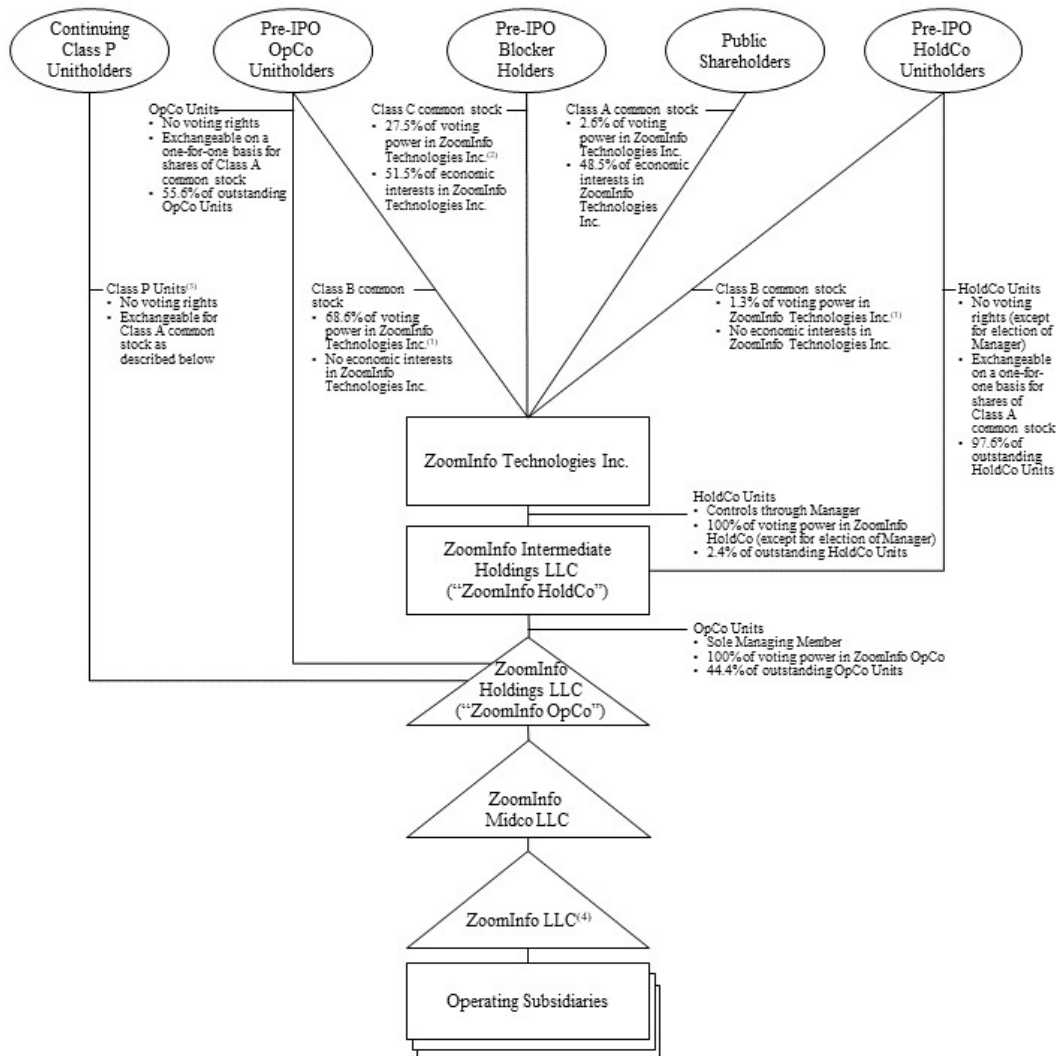 Continuing
Class P
Unitholders
Pre-IPO
OpCo
Unitholders
Pre-IPO
Blocker
Holders
Public
Shareholders
Pre-IPO
HoldCo
Unitholders
OpCo Units
• No voting rights
• Exchangeable on a
one-for-one basis for
shares of Class A
common stock
• 55.6% of outstanding
OpCo Units
Class C common stock
• 27.5% of voting
power in ZoomInfo
Technologies Inc.(2)
• 51.5% of economic
interests in ZoomInfo
Technologies Inc.
Class A common stock
• 2.6% of voting
power in ZoomInfo
Technologies Inc.
• 48.5% of economic
interests in
ZoomInfo
Technologies
Inc.
Class P Units(3)
• No voting rights
• Exchangeable for
Class A common
stock as
described below
Class B common
stock
• 68.6% of voting
power in ZoomInfo
Technologies Inc.(1)
• No economic interests
in ZoomInfo
Technologies Inc.
Class B common stock
• 1.3% of voting power in
ZoomInfo Technologies Inc.(1)
• No economic interests in
ZoomInfo Technologies Inc.
HoldCo Units
• No voting
rights (except
for election of
Manager)
• Exchangeable
on a one-for-
one basis for
shares of
Class A
common stock
• 97.6% of
outstanding
HoldCo Units
ZoomInfo Technologies Inc.
HoldCo Units
• Controls through Manager
• 100% of voting power in ZoomInfo
HoldCo (except for election of Manager)
• 2.4% of outstanding HoldCo Units
ZoomInfo Intermediate
Holdings LLC
(“ZoomInfo HoldCo”)
OpCo Units
• Sole Managing Member
• 100% of voting power in ZoomInfo OpCo
• 44.4% of outstanding OpCo Units
ZoomInfo
Holdings LLC
(“ZoomInfo OpCo”)
ZoomInfo
Midco LLC
ZoomInfo LLC(4)
Operating Subsidiaries